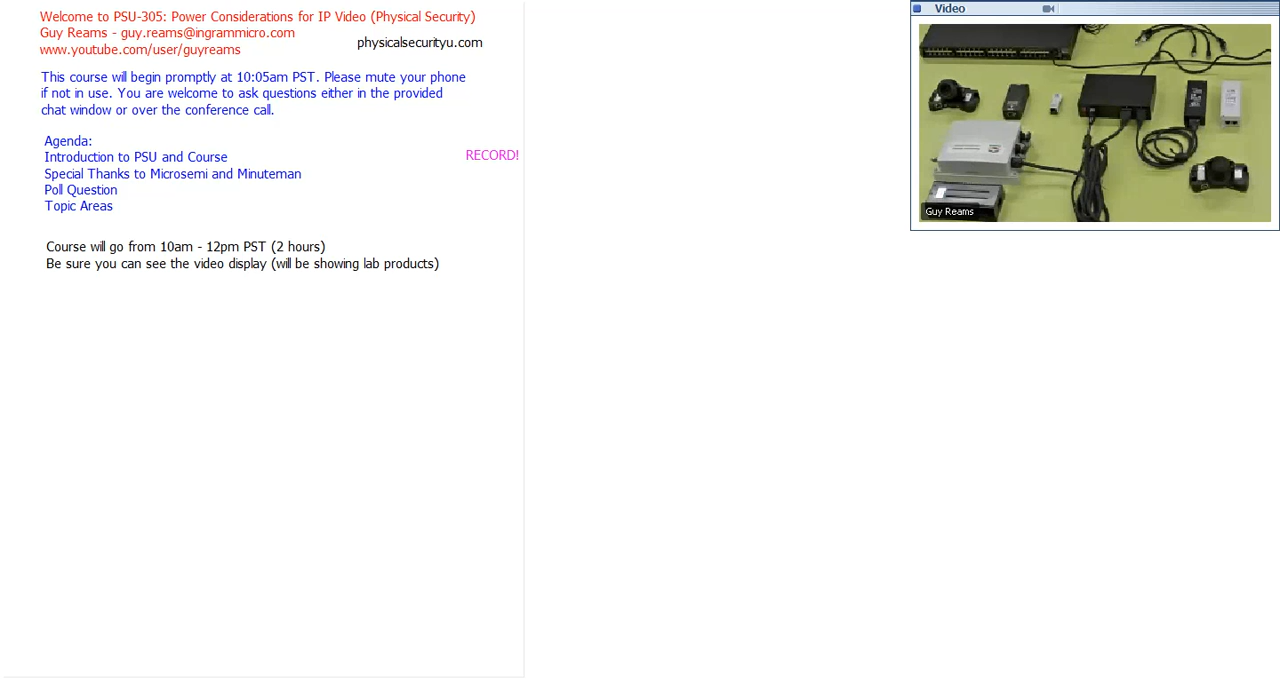 Welcome to PSU-305: Power Considerations for IP Video (Physical Security)
Guy Reams - guy.reams@ingrammicro.com
www.youtube.com/user/guyreams
physicalsecurityu.com
This course will begin promptly at 10:05am PST. Please mute your phone
if not in use. You are welcome to ask questions either in the provided
chat window or over the conference call.
Agenda:
Introduction to PSU and Course
RECORD!
Special Thanks to Microsemi and Minuteman
Poll Question
Topic Areas
Course will go from 10am - 12pm PST (2 hours)
Be sure you can see the video display (will be showing lab products)
Video
Guy Reams